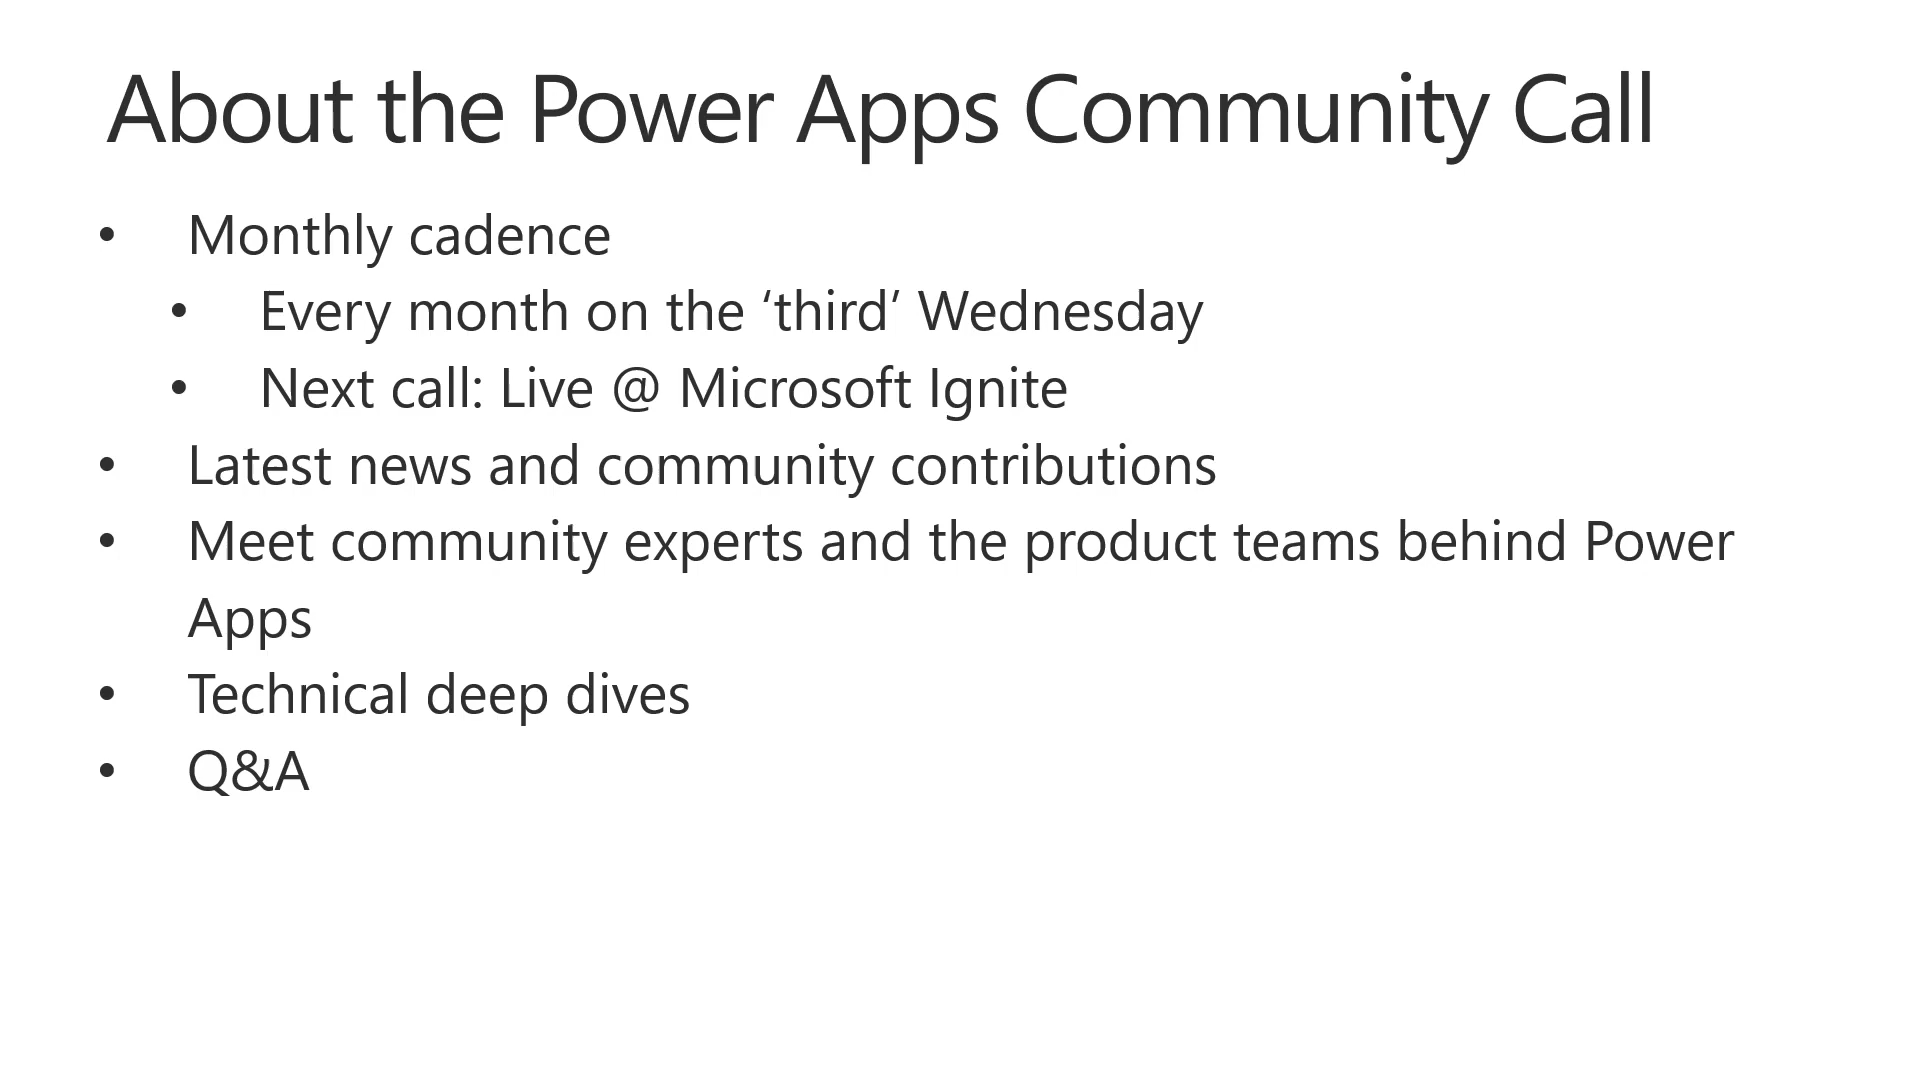 About the Power Apps Community Call
• Monthly cadence
• Every month on the ‘third’ Wednesday
• Next call: Live @ Microsoft Ignite
• Latest news and community contributions
• Meet community experts and the product teams behind Power
Apps
• Technical deep dives
• Q&A